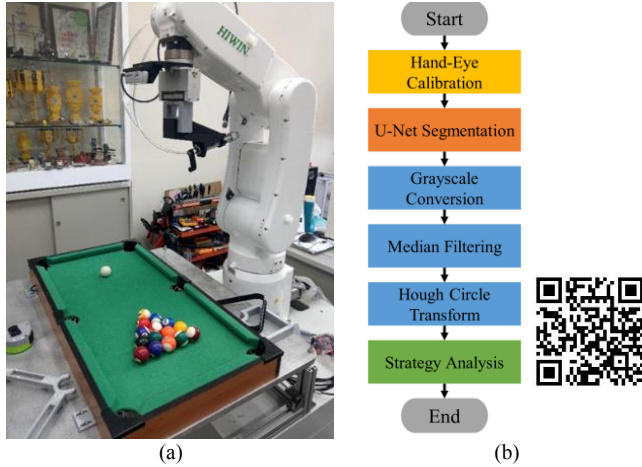 HIWIN
Start
Hand-Eye
Calibration
U-Net Segmentation
Grayscale
Conversion
Median Filtering
Hough Circle
Transform
Strategy Analysis
End
(a)
(b)